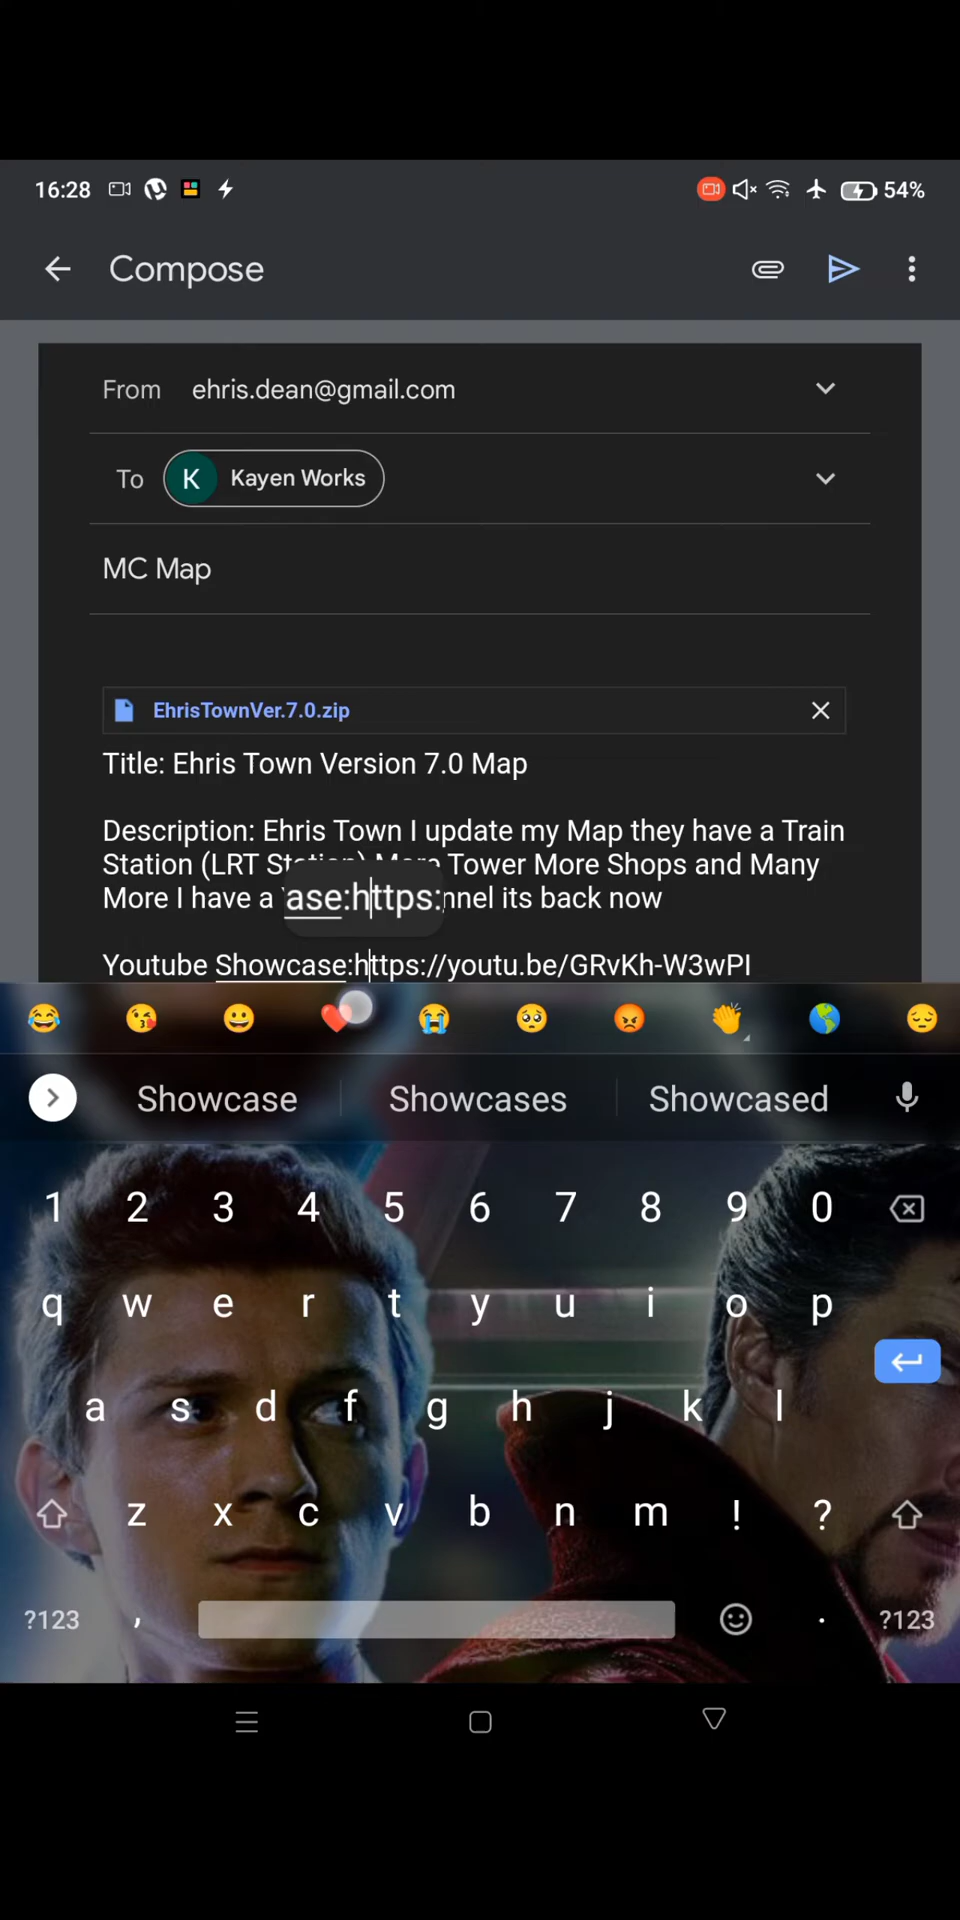 16:28
54%
Compose
From ehris.dean@gmail.com
To K Kayen Works
MC Map
EhrisTownVer.7.0.zip
Title: Ehris Town Version 7.0 Map
Description: Ehris Town I update my Map they have a Train
Station (LRT Station) More Tower More Shops and Many
More I have a nnel its back now
ase:https:
Youtube Showcase:https://youtu.be/GRvKh-W3wPI
Showcase Showcases Showcased
1 2 3 4 5 6 7 8 9 0
q w e r t y u i o p
a s d f g h j k l
z x c v b n m ! ?
?123 , . ?123